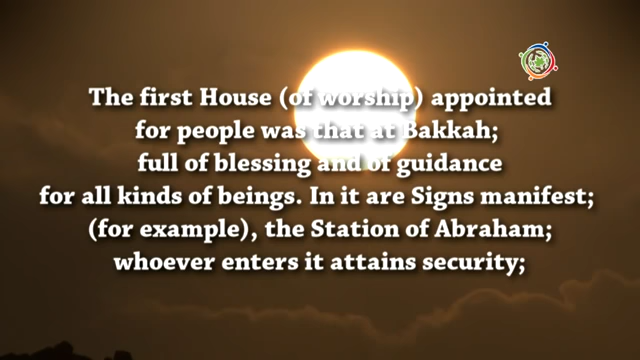 The first House (of worship) appointed
for people was that at Bakkah;
full of blessing and of guidance
for all kinds of beings. In it are Signs manifest;
(for example), the Station of Abraham;
whoever enters it attains security;